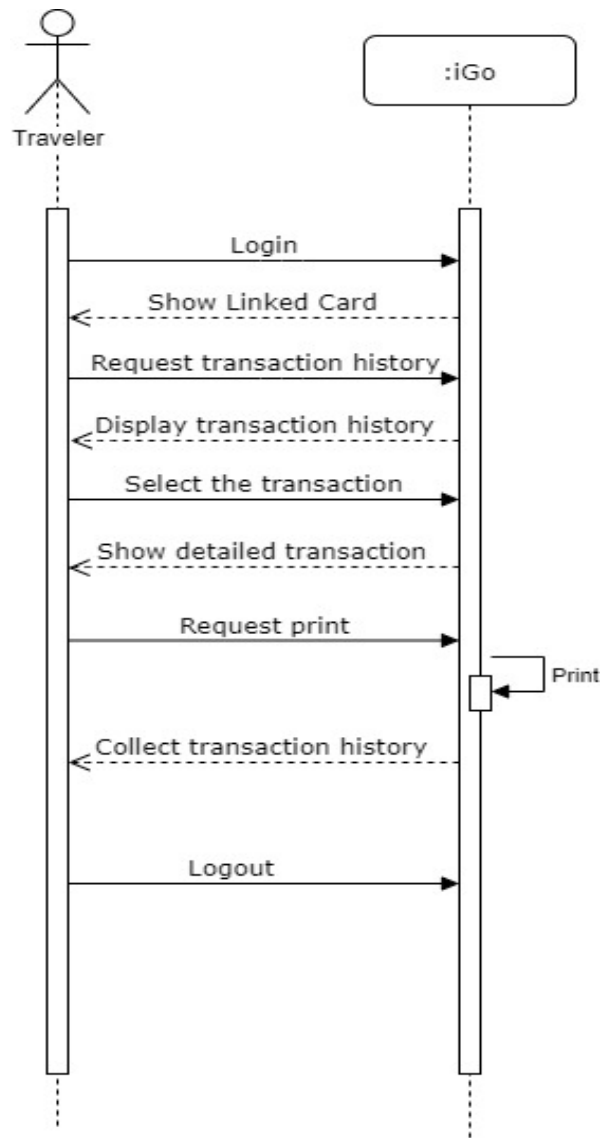 :iGo
Traveler
Login
Show Linked Card
Request transaction history
Display transaction history
Select the transaction
Show detailed transaction
Request print
Print
Collect transaction history
Logout